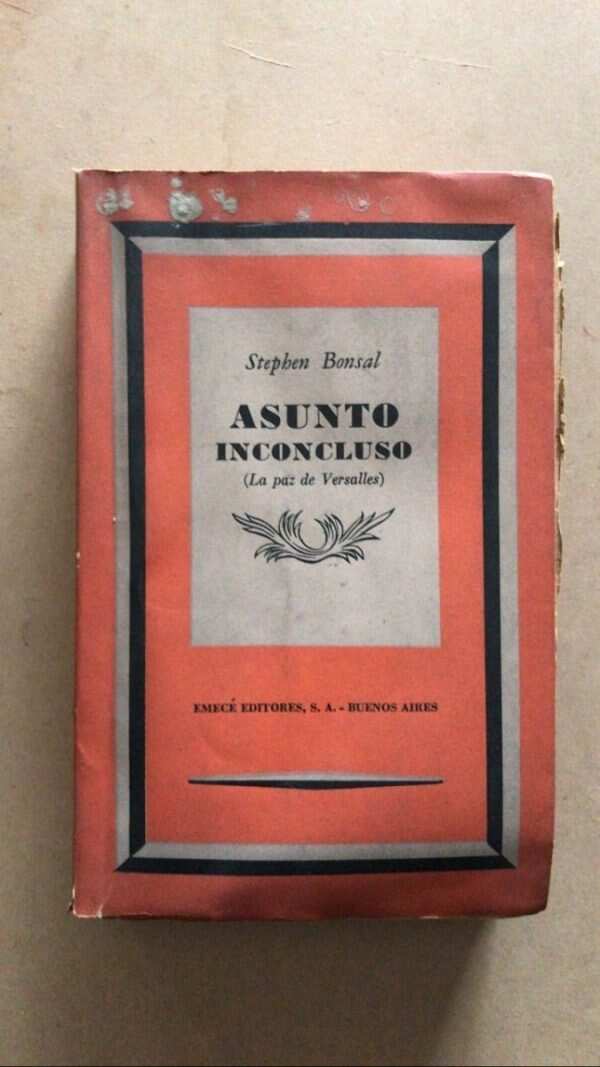 Stephen Bonsal
ASUNTO
INCONCLUSO
(La paz de Versalles)
EMECÉ EDITORES, S. A. - BUENOS AIRES